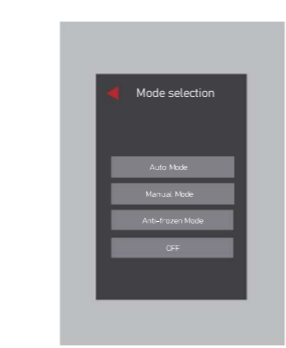 Mode selection
Auto Mode
Manual Mode
Anti-frozen Mode
OFF